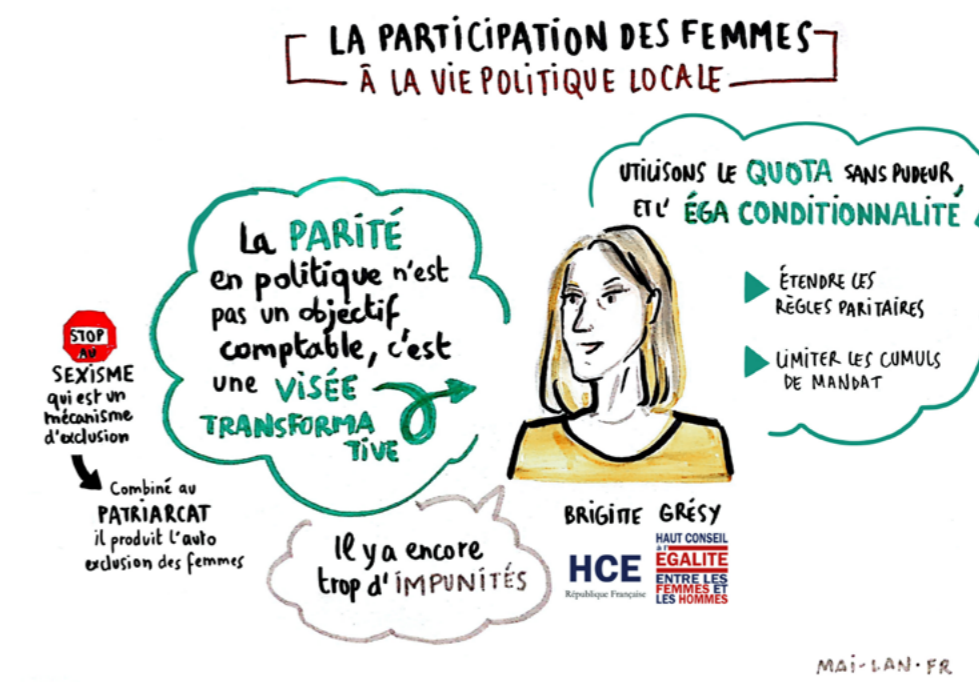 LA PARTICIPATION DES FEMMES
À LA VIE POLITIQUE LOCALE
UTILISONS LE QUOTA SANS PUDEUR,
ET L' ÉGA CONDITIONNALITÉ
ÉTENDRE LES
RÈGLES PARITAIRES
LIMITER LES CUMULS
DE MANDAT
La PARITÉ
en politique n'est
pas un objectif
comptable, c'est
une VISÉE
TRANSFORMA
TIVE
STOP
AU
SEXISME
qui est un
mécanisme
d'exclusion
Combiné au
PATRIARCAT
il produit l'auto
exclusion des femmes
Il y a encore
trop d'IMPUNITÉS
BRIGITTE GRÉSY
HCE
République Française
HAUT CONSEIL
à l'
ÉGALITÉ
ENTRE LES
FEMMES ET
LES HOMMES
MAI-LAN.FR